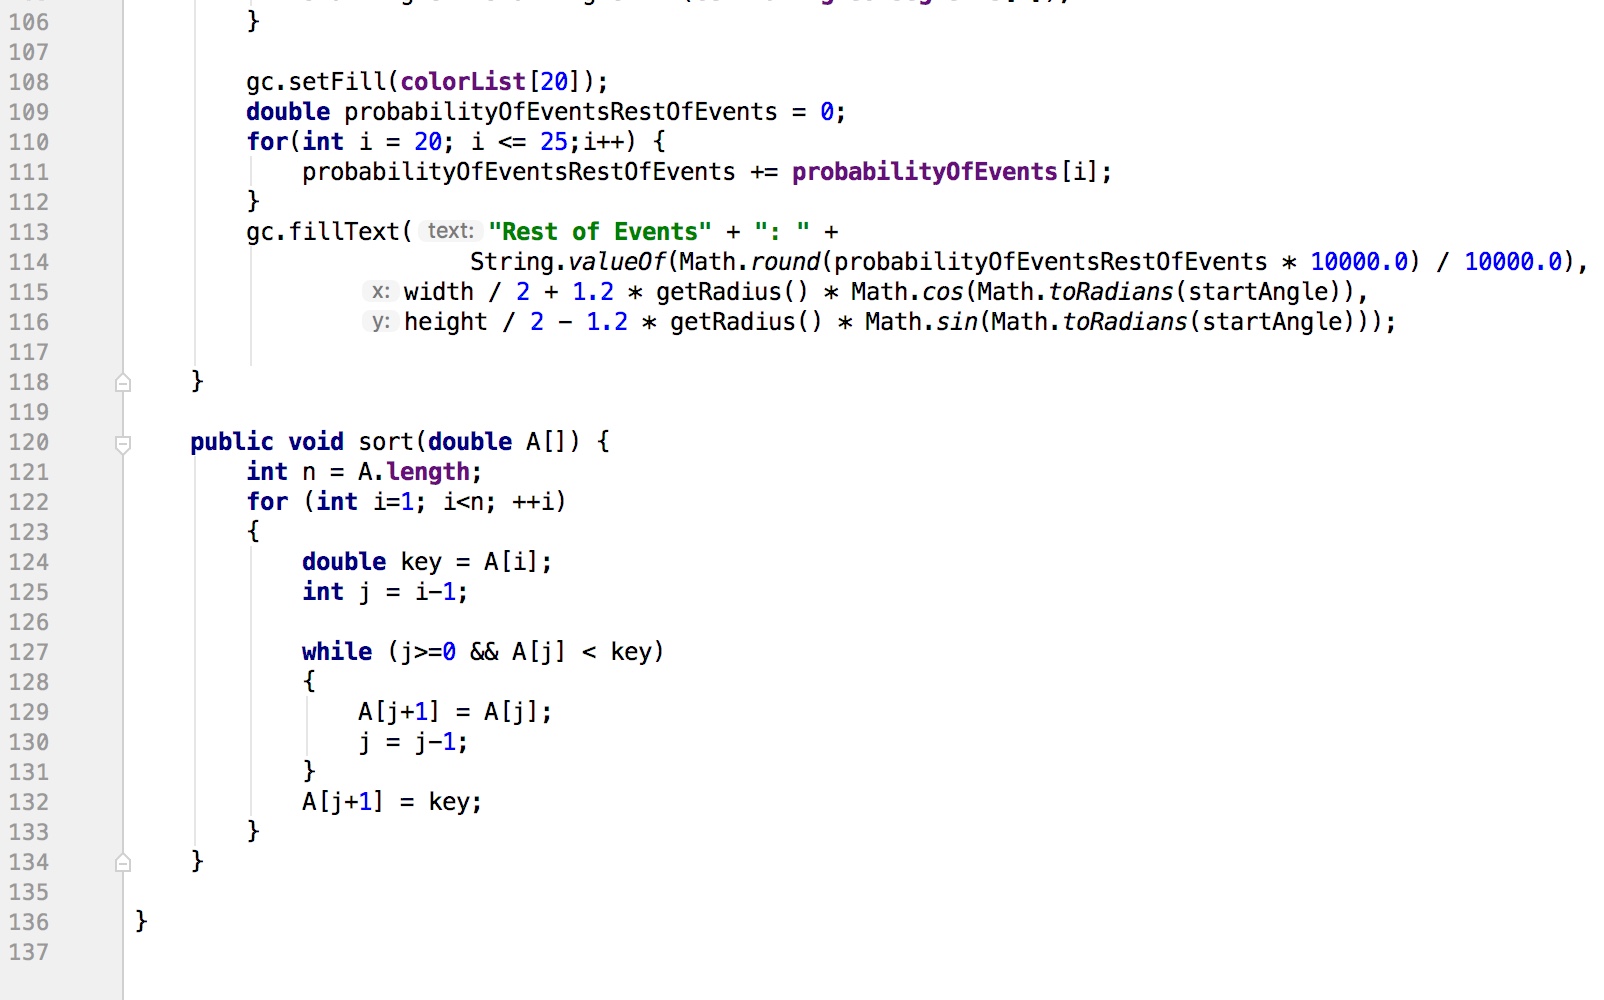 106 }
107
108 gc.setFill(colorList[20]);
109 double probabilityOfEventsRestOfEvents = 0;
110 for(int i = 20; i <= 25;i++) {
111 probabilityOfEventsRestOfEvents += probabilityOfEvents[i];
112 }
113 gc.fillText( text: "Rest of Events" + ": " +
114 String.valueOf(Math.round(probabilityOfEventsRestOfEvents * 10000.0) / 10000.0),
115 x: width / 2 + 1.2 * getRadius() * Math.cos(Math.toRadians(startAngle)),
116 y: height / 2 - 1.2 * getRadius() * Math.sin(Math.toRadians(startAngle)));
117
118 }
119
120 public void sort(double A[]) {
121 int n = A.length;
122 for (int i=1; i<n; ++i)
123 {
124 double key = A[i];
125 int j = i-1;
126
127 while (j>=0 && A[j] < key)
128 {
129 A[j+1] = A[j];
130 j = j-1;
131 }
132 A[j+1] = key;
133 }
134 }
135
136 }
137